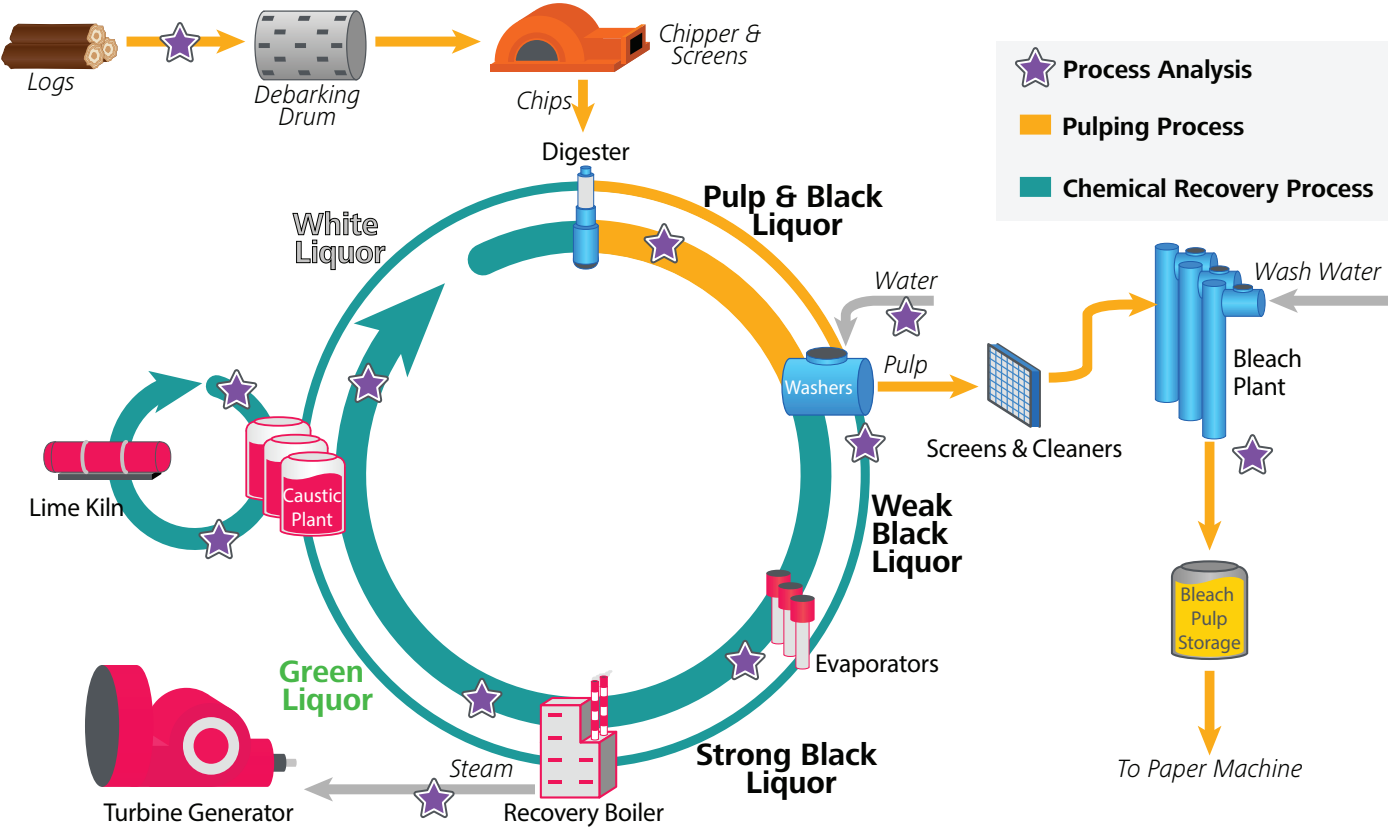 Logs
Debarking
Drum
Chipper &
Screens
Chips
Process Analysis
Pulping Process
Chemical Recovery Process
Digester
Pulp & Black
Liquor
White
Liquor
Water
Wash Water
Washers
Pulp
Screens & Cleaners
Bleach
Plant
Lime Kiln
Caustic
Plant
Weak
Black
Liquor
Bleach
Pulp
Storage
Evaporators
Green
Liquor
Strong Black
Liquor
Steam
To Paper Machine
Turbine Generator
Recovery Boiler